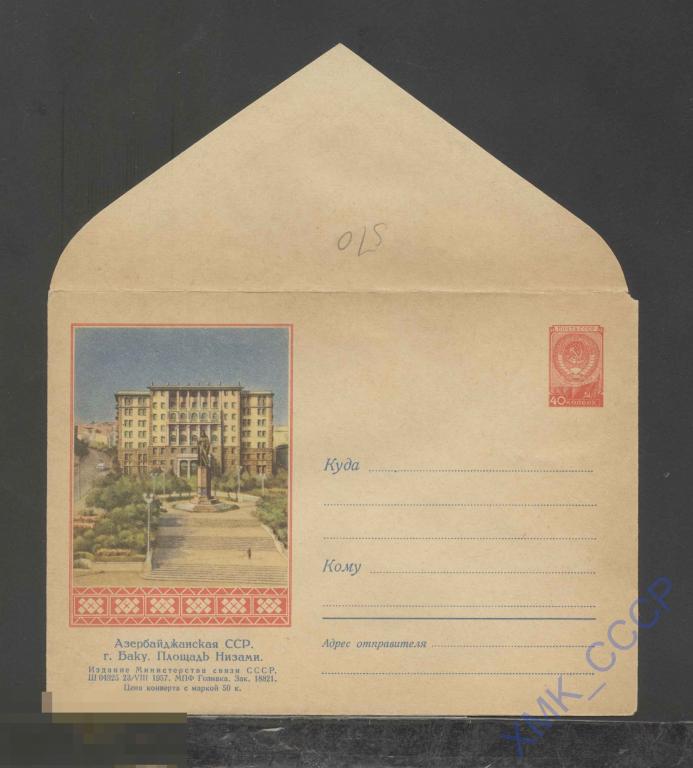 570
ПОЧТА СССР
40 КОПЕЕК
Куда
Кому
Адрес отправителя
Азербайджанская ССР.
г. Баку. Площадь Низами.
Издание Министерства связи СССР.
Ш 04925 23/VIII 1957. МПФ Гознака. Зак. 18821.
Цена конверта с маркой 50 к.
ХМК_СССР